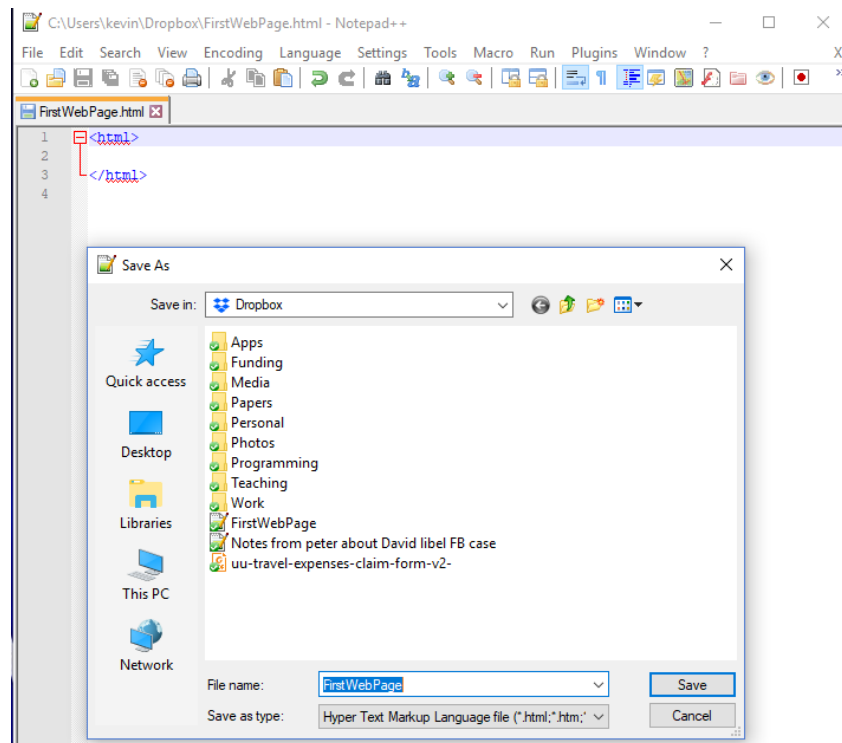 C:\Users\kevin\Dropbox\FirstWebPage.html - Notepad++
File Edit Search View Encoding Language Settings Tools Macro Run Plugins Window ? X
FirstWebPage.html
1 <html>
2
3 </html>
4
Save As
Save in: Dropbox
Quick access
Desktop
Libraries
This PC
Network
Apps
Funding
Media
Papers
Personal
Photos
Programming
Teaching
Work
FirstWebPage
Notes from peter about David libel FB case
uu-travel-expenses-claim-form-v2-
File name: FirstWebPage Save
Save as type: Hyper Text Markup Language file (*.html;*.htm;* Cancel